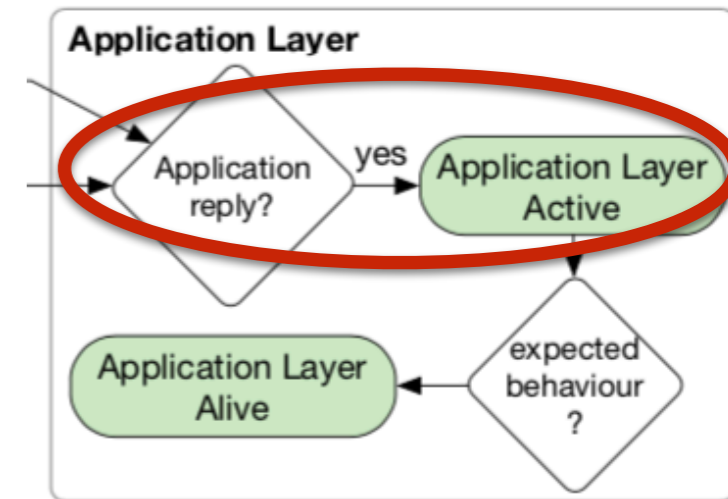 Application Layer
Application
reply?
yes
Application Layer
Active
expected
behaviour
?
Application Layer
Alive